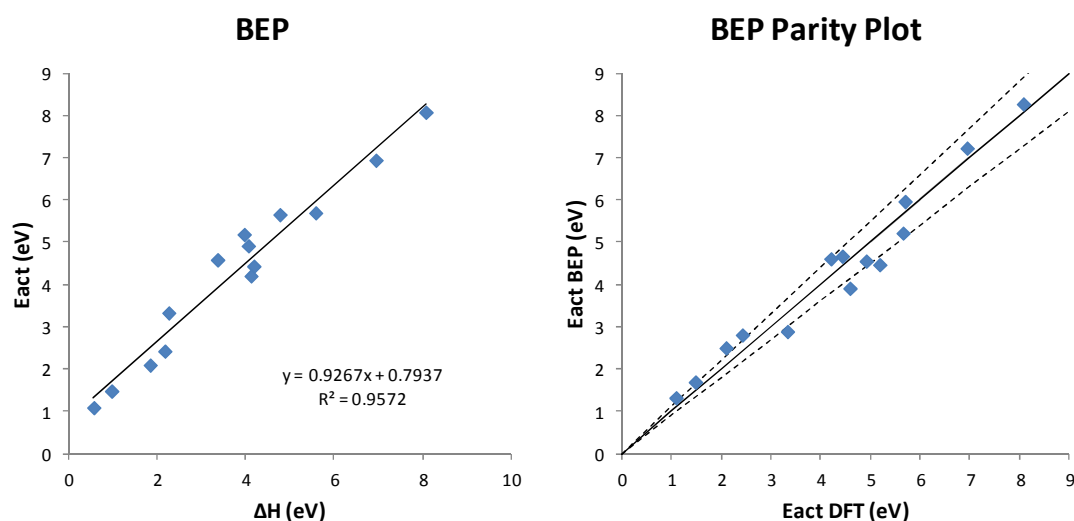 BEP
9
8
7
6
5
4
3
2
1
0
Eact (eV)
y = 0.9267x + 0.7937
R² = 0.9572
0 2 4 6 8 10
ΔH (eV)
BEP Parity Plot
9
8
7
6
5
4
3
2
1
0
Eact BEP (eV)
0 1 2 3 4 5 6 7 8 9
Eact DFT (eV)